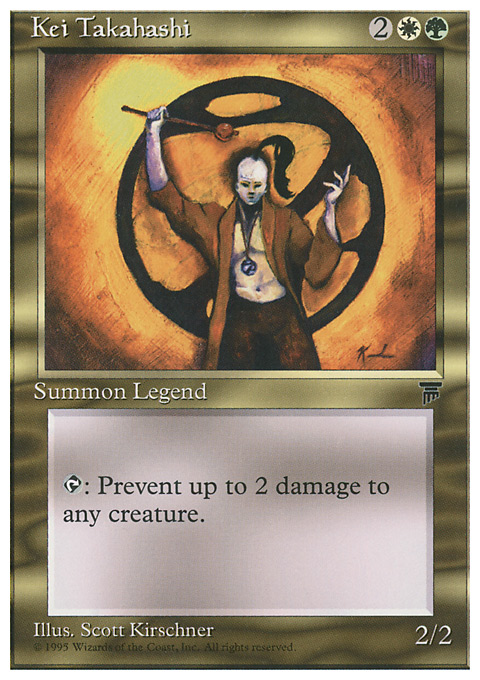 Kei Takahashi 2
Summon Legend
: Prevent up to 2 damage to
any creature.
Illus. Scott Kirschner
© 1995 Wizards of the Coast, Inc. All rights reserved.
2/2